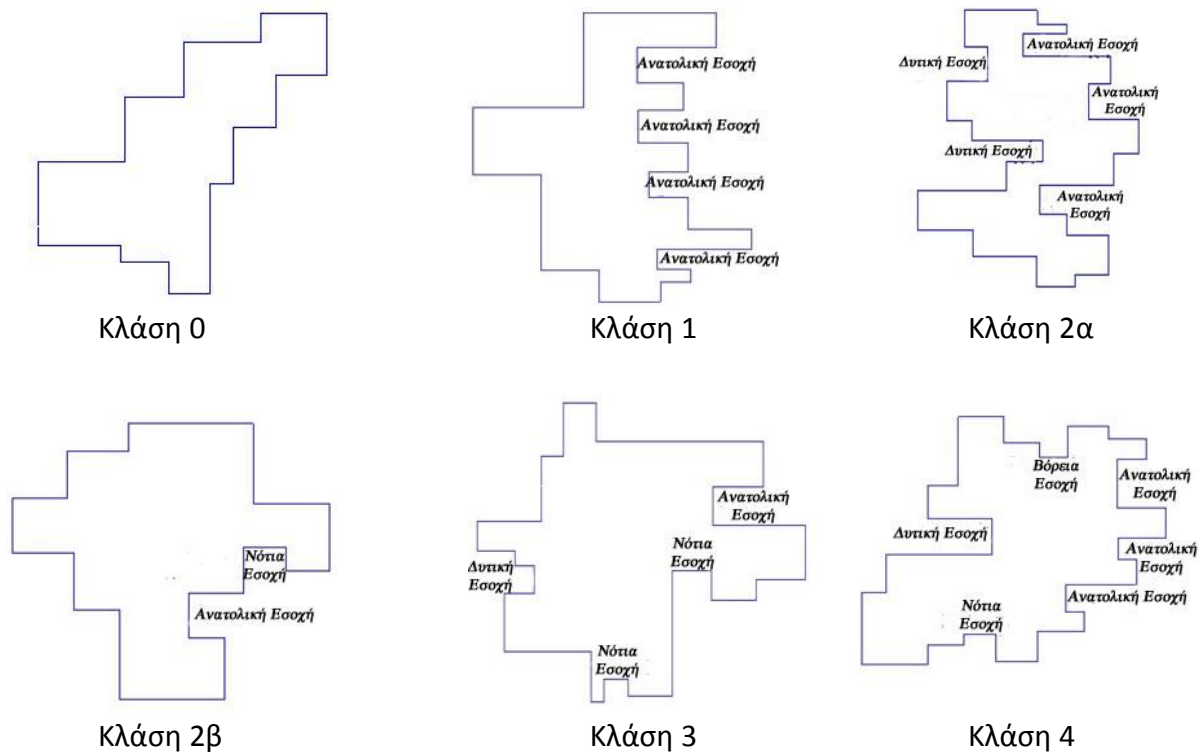 Ανατολική Εσοχή
Ανατολική Εσοχή
Ανατολική Εσοχή
Ανατολική Εσοχή
Κλάση 0
Κλάση 1
Ανατολική Εσοχή
Δυτική Εσοχή
Ανατολική
Εσοχή
Δυτική Εσοχή
Ανατολική
Εσοχή
Κλάση 2α
Νότια
Εσοχή
Ανατολική Εσοχή
Κλάση 2β
Ανατολική
Εσοχή
Νότια
Εσοχή
Δυτική
Εσοχή
Νότια
Εσοχή
Κλάση 3
Βόρεια
Εσοχή
Ανατολική
Εσοχή
Δυτική Εσοχή
Ανατολική
Εσοχή
Ανατολική Εσοχή
Νότια
Εσοχή
Κλάση 4